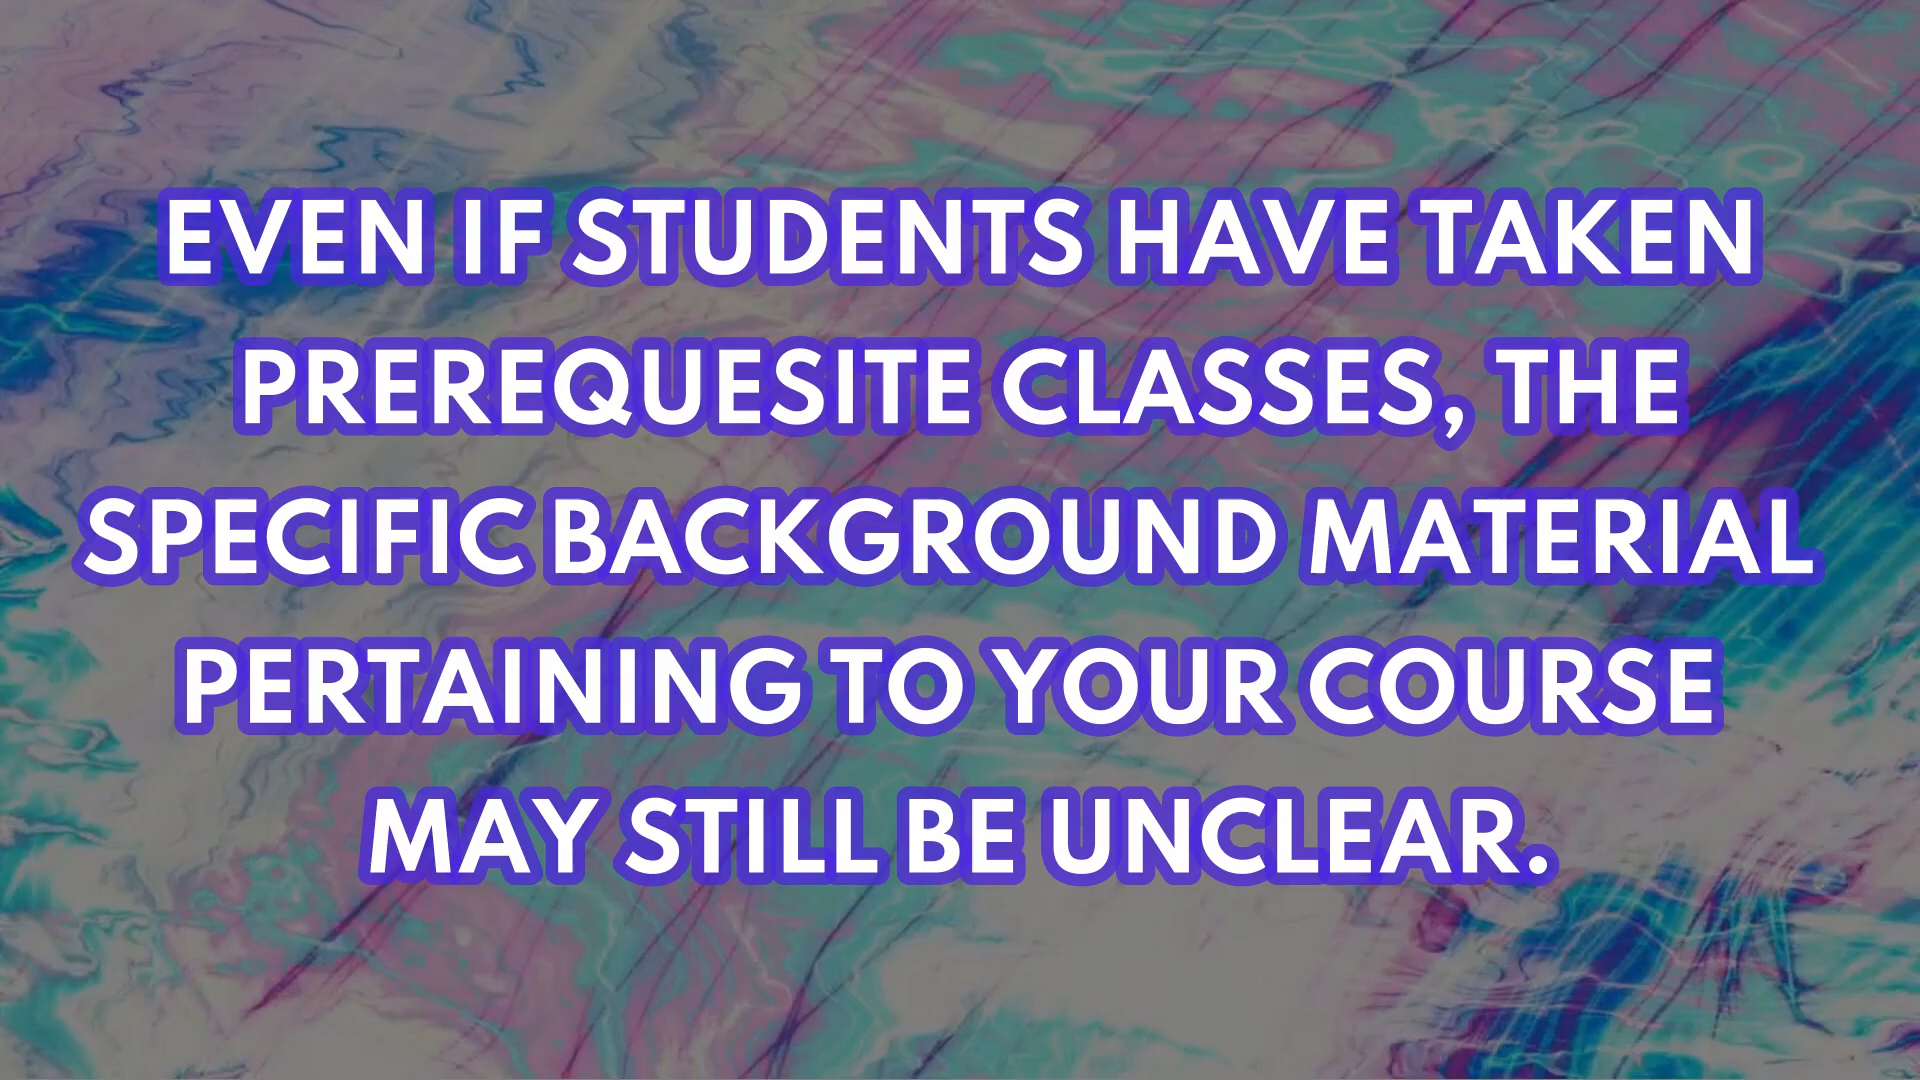 EVEN IF STUDENTS HAVE TAKEN
PREREQUESITE CLASSES, THE
SPECIFIC BACKGROUND MATERIAL
PERTAINING TO YOUR COURSE
MAY STILL BE UNCLEAR.